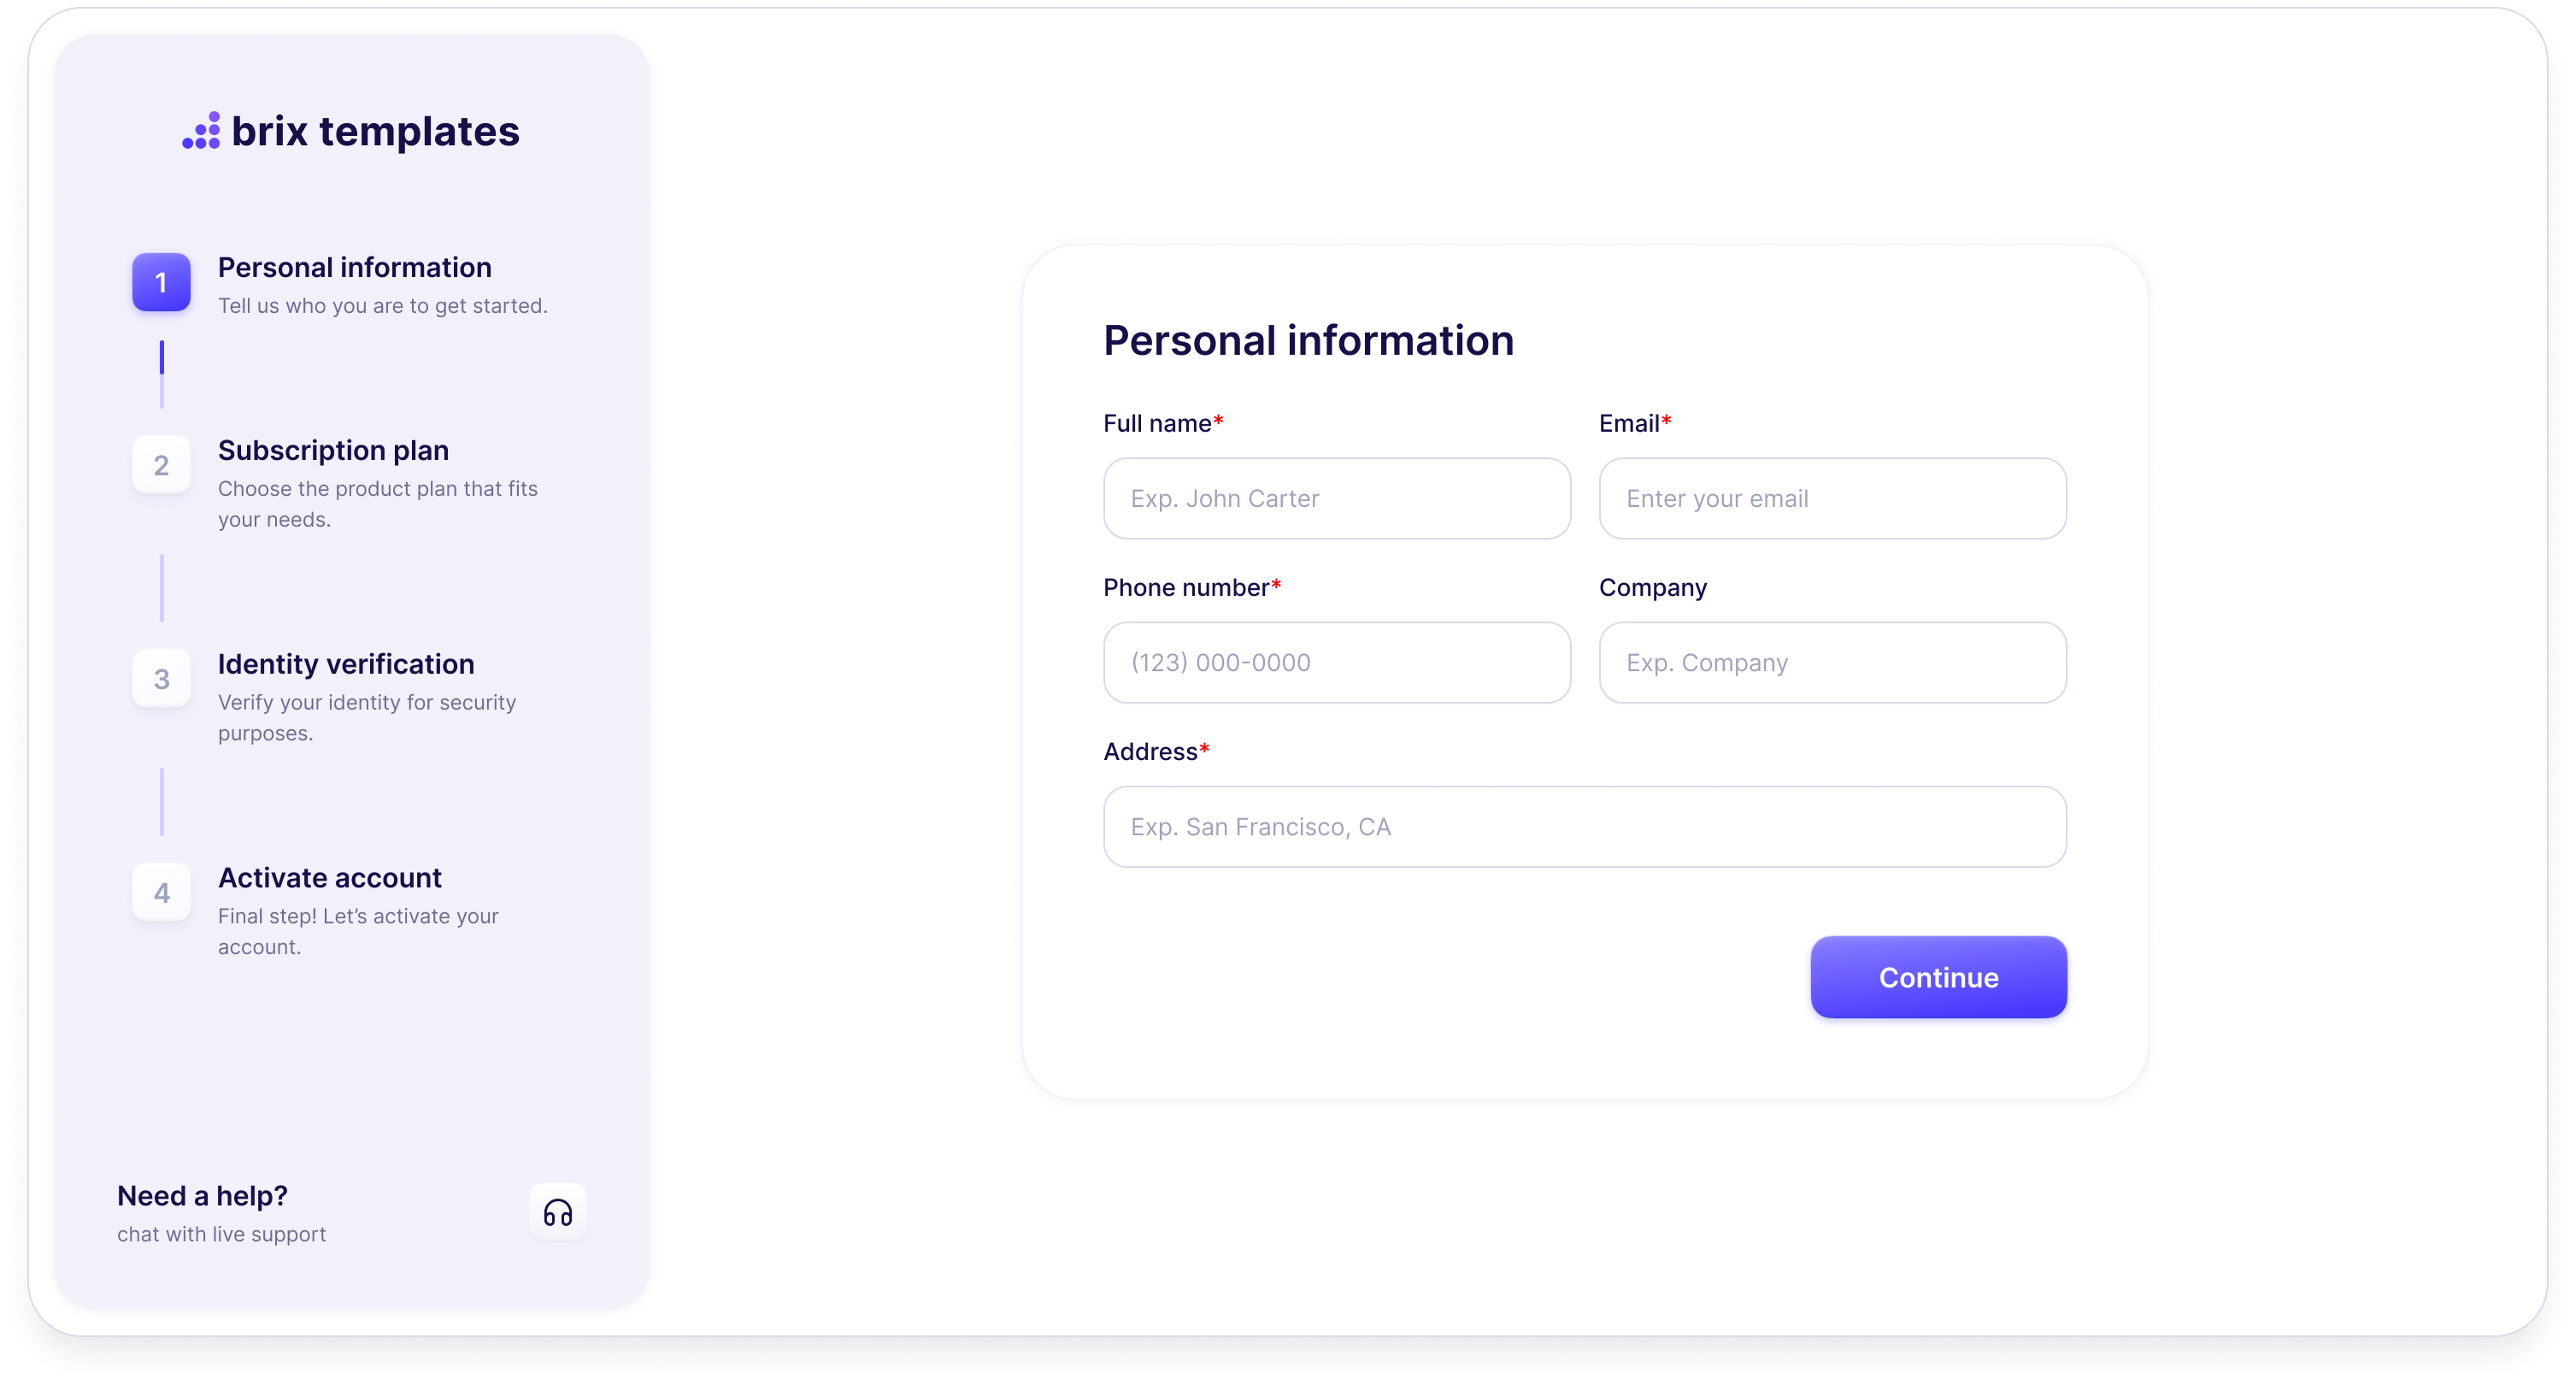 brix templates
1
Personal information
Tell us who you are to get started.
2
Subscription plan
Choose the product plan that fits
your needs.
3
Identity verification
Verify your identity for security
purposes.
4
Activate account
Final step! Let’s activate your
account.
Need a help?
chat with live support
Personal information
Full name*
Exp. John Carter
Email*
Enter your email
Phone number*
(123) 000-0000
Company
Exp. Company
Address*
Exp. San Francisco, CA
Continue